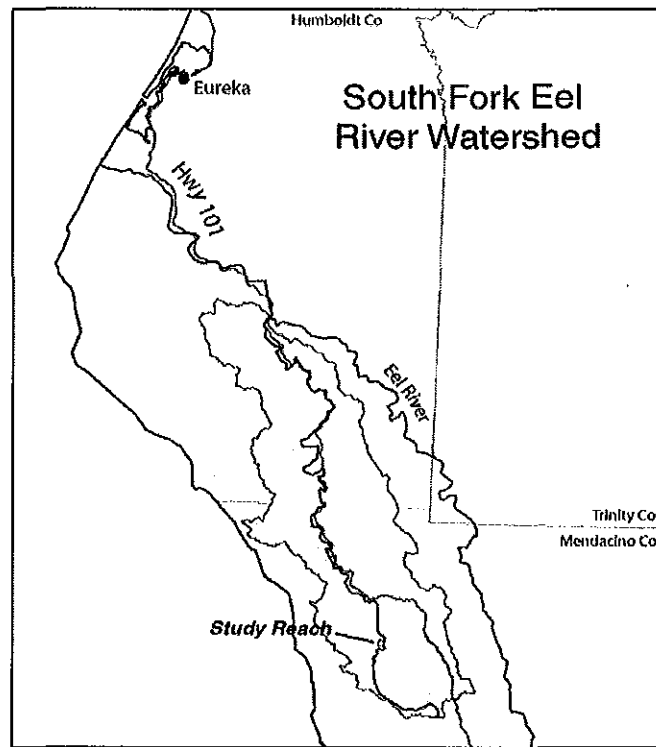 Humboldt Co
Eureka
South Fork Eel
River Watershed
Hwy 101
Eel River
Trinity Co
Mendacino Co
Study Reach